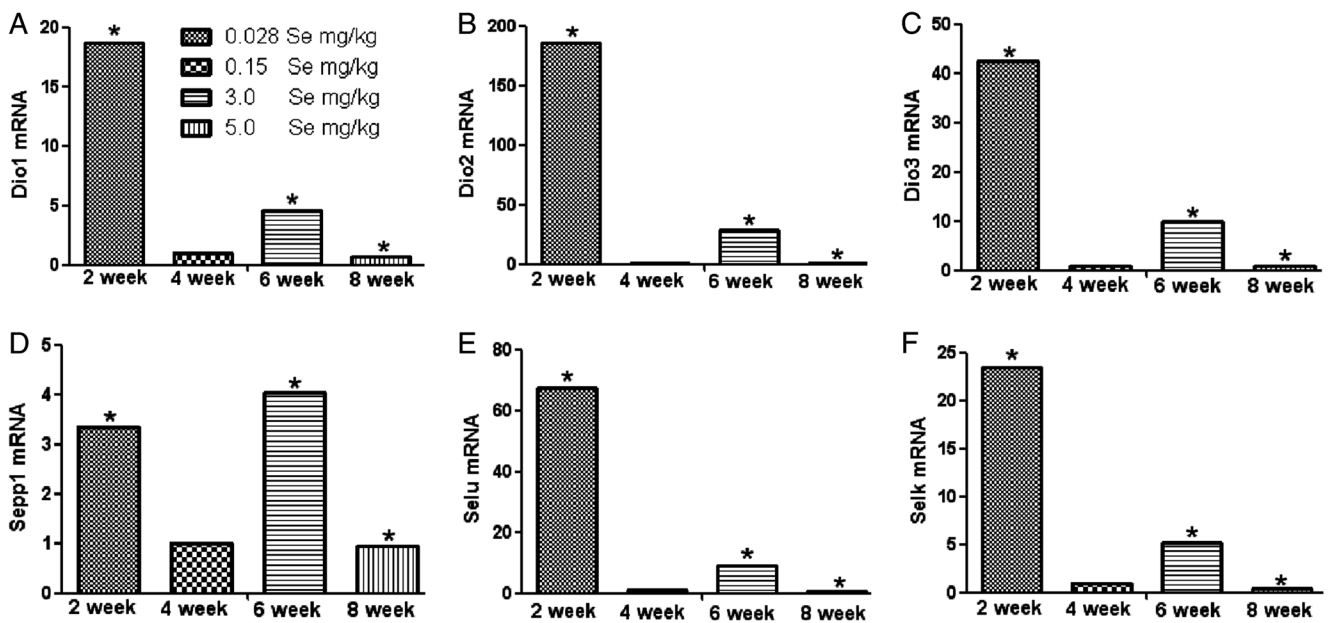 A
Dio1 mRNA
20
15
10
5
0
*
*
*
2 week 4 week 6 week 8 week
0.028 Se mg/kg
0.15 Se mg/kg
3.0 Se mg/kg
5.0 Se mg/kg
B
Dio2 mRNA
200
150
100
50
0
*
*
*
2 week 4 week 6 week 8 week
C
Dio3 mRNA
50
40
30
20
10
0
*
*
*
2 week 4 week 6 week 8 week
D
Sepp1 mRNA
5
4
3
2
1
0
*
*
*
2 week 4 week 6 week 8 week
E
Selu mRNA
80
60
40
20
0
*
*
*
2 week 4 week 6 week 8 week
F
Selk mRNA
25
20
15
10
5
0
*
*
*
2 week 4 week 6 week 8 week